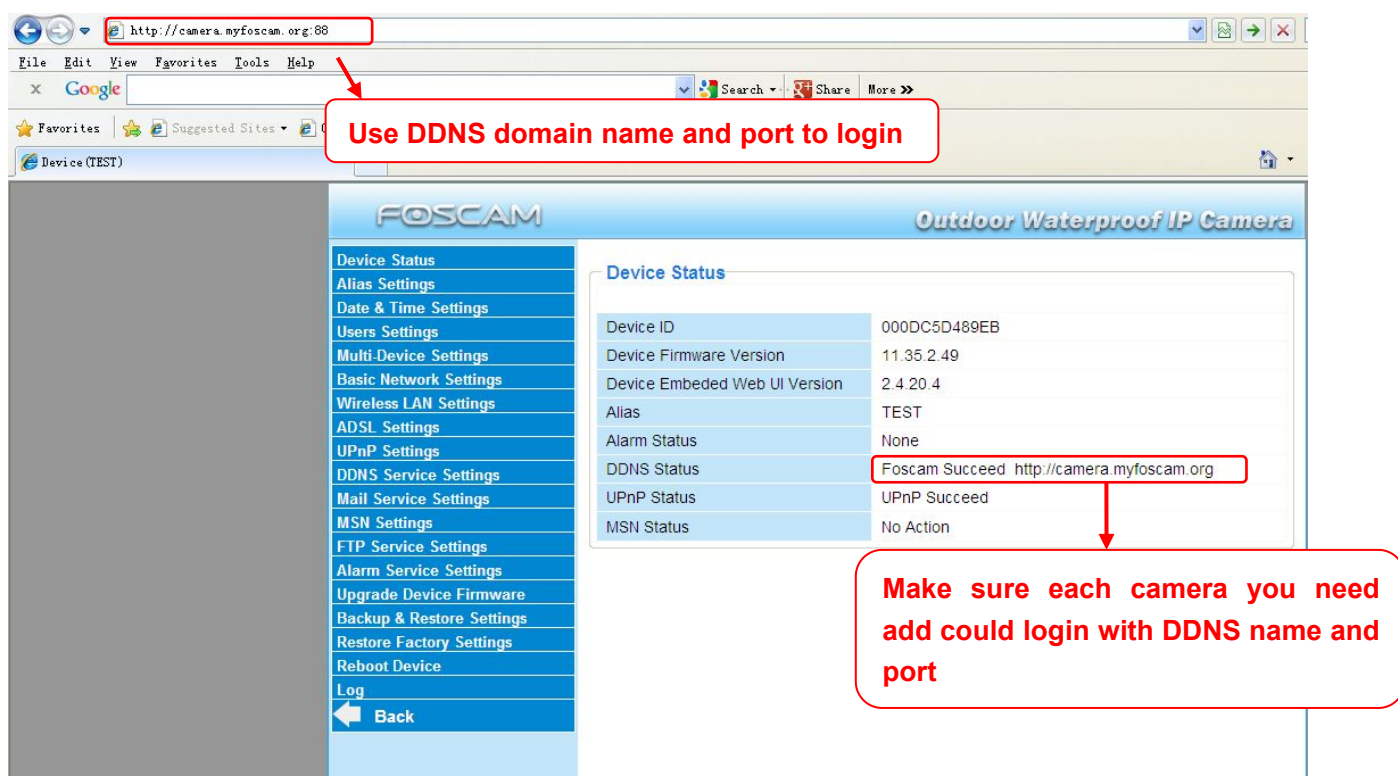 http://camera.myfoscam.org:88
File Edit View Favorites Tools Help
x Google Search Share More »
Favorites Suggested Sites
Use DDNS domain name and port to login
Device(TEST)
FOSCAM
Outdoor Waterproof IP Camera
Device Status
Alias Settings
Date & Time Settings
Users Settings
Multi-Device Settings
Basic Network Settings
Wireless LAN Settings
ADSL Settings
UPnP Settings
DDNS Service Settings
Mail Service Settings
MSN Settings
FTP Service Settings
Alarm Service Settings
Upgrade Device Firmware
Backup & Restore Settings
Restore Factory Settings
Reboot Device
Log
Back
Device Status
Device ID 000DC5D489EB
Device Firmware Version 11.35.2.49
Device Embeded Web UI Version 2.4.20.4
Alias TEST
Alarm Status None
DDNS Status Foscam Succeed http://camera.myfoscam.org
UPnP Status UPnP Succeed
MSN Status No Action
Make sure each camera you need
add could login with DDNS name and
port